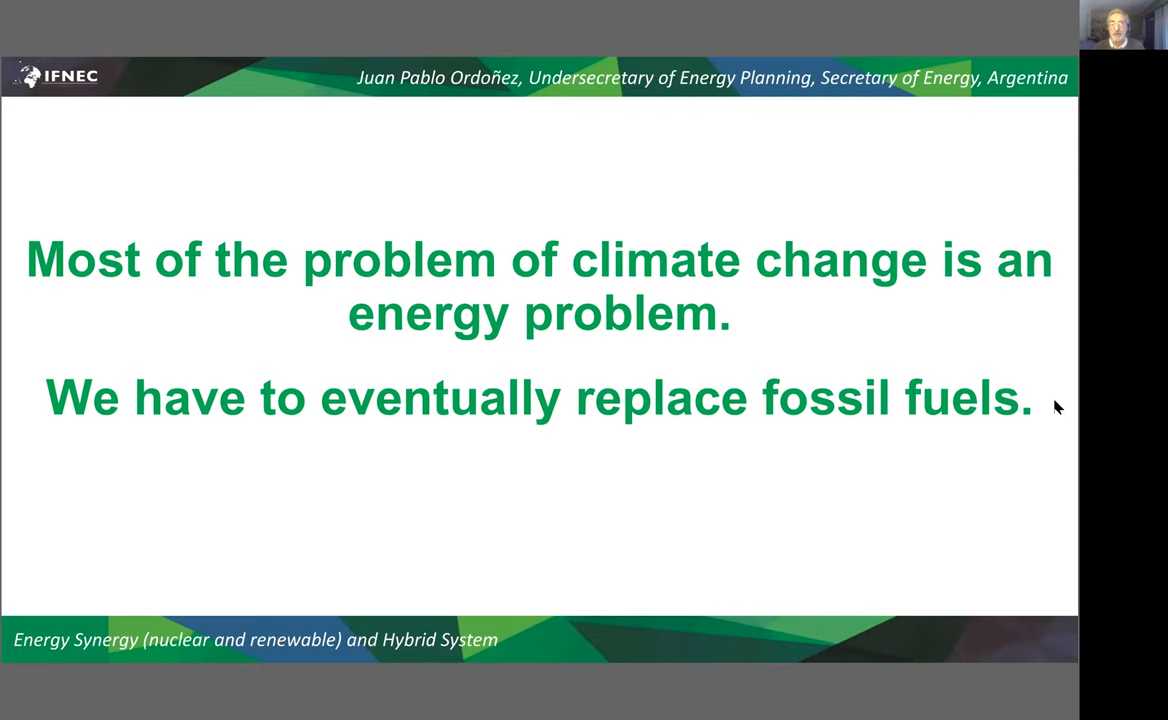 IFNEC
Juan Pablo Ordoñez, Undersecretary of Energy Planning, Secretary of Energy, Argentina
Most of the problem of climate change is an
energy problem.
We have to eventually replace fossil fuels.
Energy Synergy (nuclear and renewable) and Hybrid System